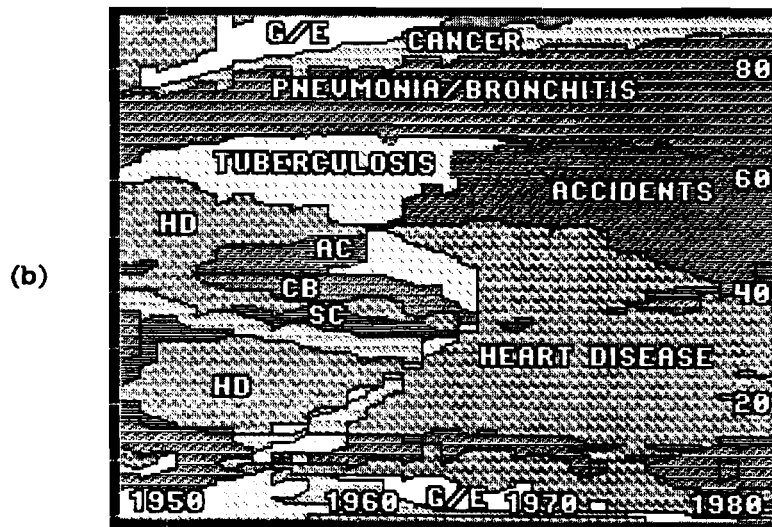 G/E
CANCER
80
PNEUMONIA/BRONCHITIS
TUBERCULOSIS
60
ACCIDENTS
HD
AC
(b)
CB
40
SC
HEART DISEASE
HD
20
1950 1960 G/E 1970 - 1980